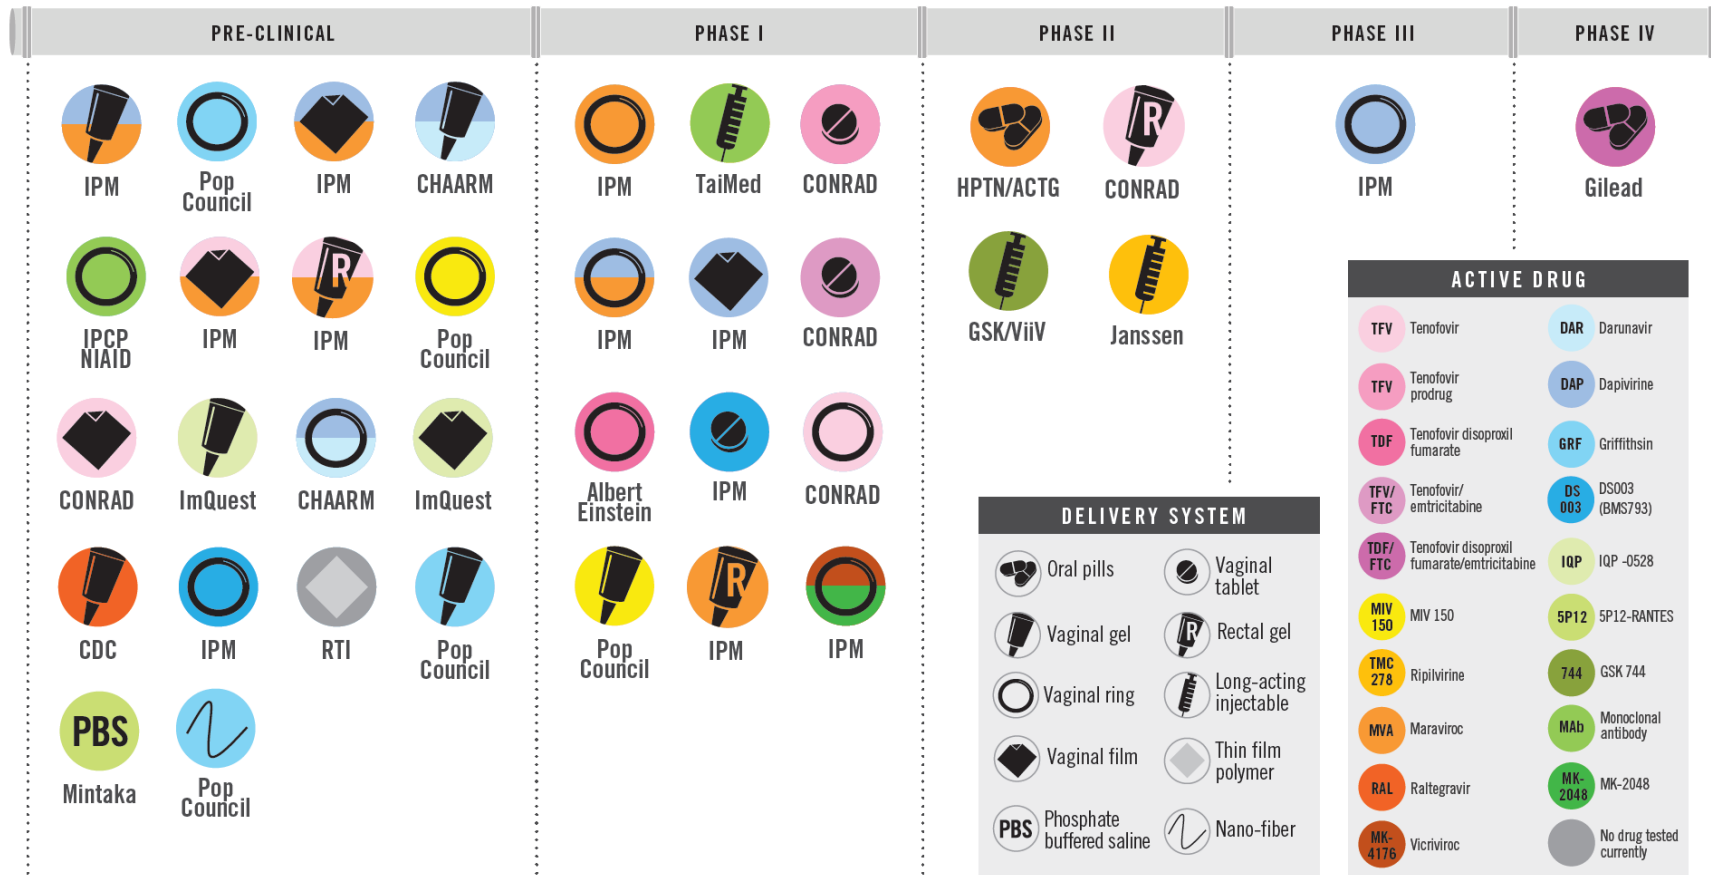 PRE-CLINICAL
PHASE I
PHASE II
PHASE III
PHASE IV
IPM
Pop
Council
IPM
CHAARM
IPM
TaiMed
CONRAD
HPTN/ACTG
R
CONRAD
IPM
Gilead
IPCP
NIAID
IPM
R
IPM
Pop
Council
IPM
IPM
CONRAD
GSK/ViiV
Janssen
CONRAD
ImQuest
CHAARM
ImQuest
Albert
Einstein
IPM
CONRAD
CDC
IPM
RTI
Pop
Council
Pop
Council
R
IPM
IPM
PBS
Mintaka
Pop
Council
DELIVERY SYSTEM
Oral pills
Vaginal
tablet
Vaginal gel
R
Rectal gel
Vaginal ring
Long-acting
injectable
Vaginal film
Thin film
polymer
PBS
Phosphate
buffered saline
Nano-fiber
ACTIVE DRUG
TFV
Tenofovir
DAR
Darunavir
TFV
Tenofovir
prodrug
DAP
Dapivirine
TDF
Tenofovir disoproxil
fumarate
GRF
Griffithsin
TFV/
FTC
Tenofovir/
emtricitabine
DS
003
DS003
(BMS793)
TDF/
FTC
Tenofovir disoproxil
fumarate/emtricitabine
IQP
IQP -0528
MIV
150
MIV 150
5P12
5P12-RANTES
TMC
278
Ripilvirine
744
GSK 744
MVA
Maraviroc
MAb
Monoclonal
antibody
RAL
Raltegravir
MK-
2048
MK-2048
MK-
4176
Vicriviroc
No drug tested
currently